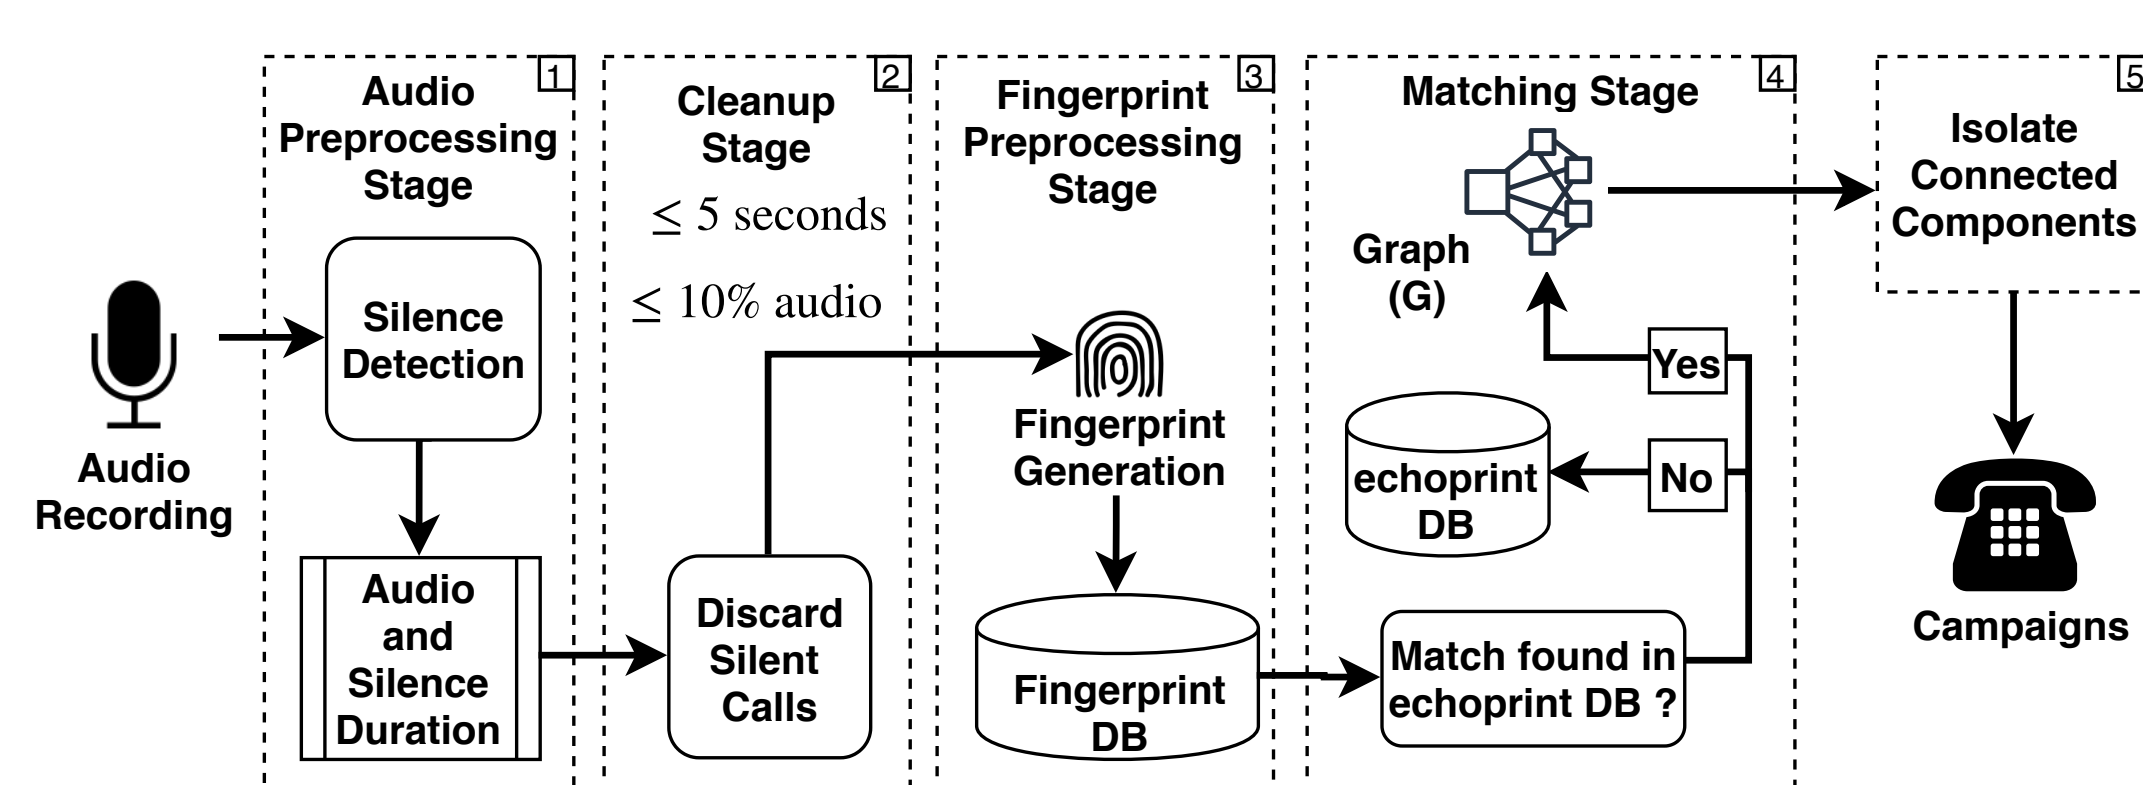 Audio
Recording
1
Audio
Preprocessing
Stage
Silence
Detection
Audio
and
Silence
Duration
2
Cleanup
Stage
≤ 5 seconds
≤ 10% audio
Discard
Silent
Calls
3
Fingerprint
Preprocessing
Stage
Fingerprint
Generation
Fingerprint
DB
4
Matching Stage
Graph
(G)
Yes
No
echoprint
DB
Match found in
echoprint DB ?
5
Isolate
Connected
Components
Campaigns